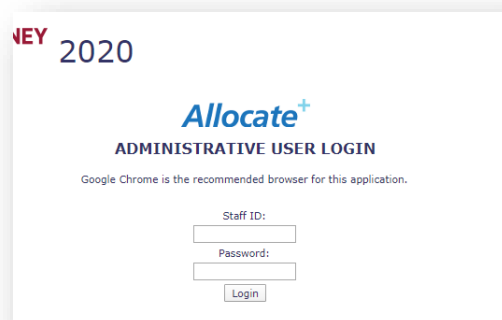 NEY
2020
Allocate+
ADMINISTRATIVE USER LOGIN
Google Chrome is the recommended browser for this application.
Staff ID:
Password:
Login